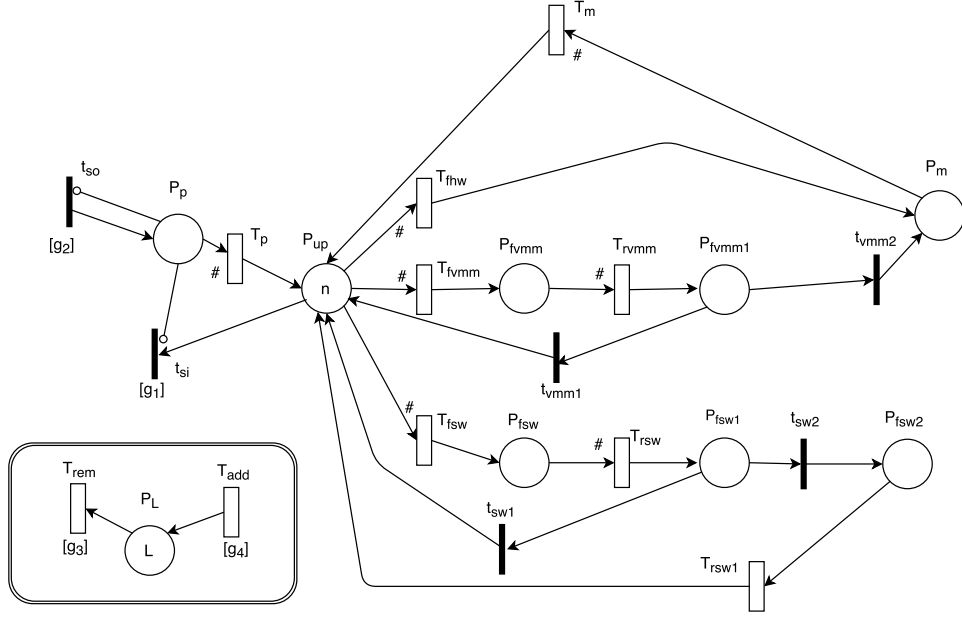 Tm
#
tso
Pp
Tfhw
Pm
[g2]
Tp
Pup
#
#
Pfvmm
Trvmm
Pfvmm1
tvmm2
#
Tfvmm
#
n
tsi
[g1]
tvmm1
#
Tfsw
Pfsw
#
Trsw
Pfsw1
tsw2
Pfsw2
Trem
Tadd
PL
L
[g3]
[g4]
tsw1
Trsw1